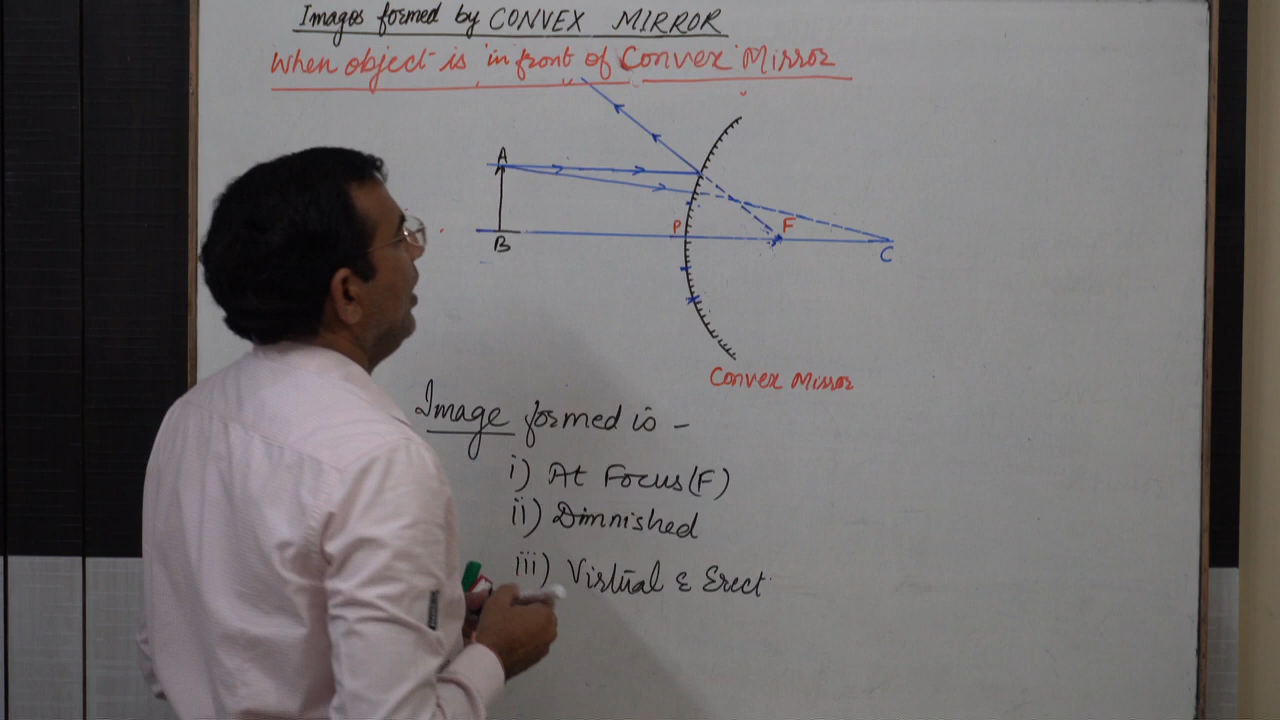 Images formed by CONVEX MIRROR
When object is in front of Convex Mirror
A
B
P
F
C
Convex Mirror
Image formed is -
i) At Focus (F)
ii) Dimnished
iii) Virtual & Erect